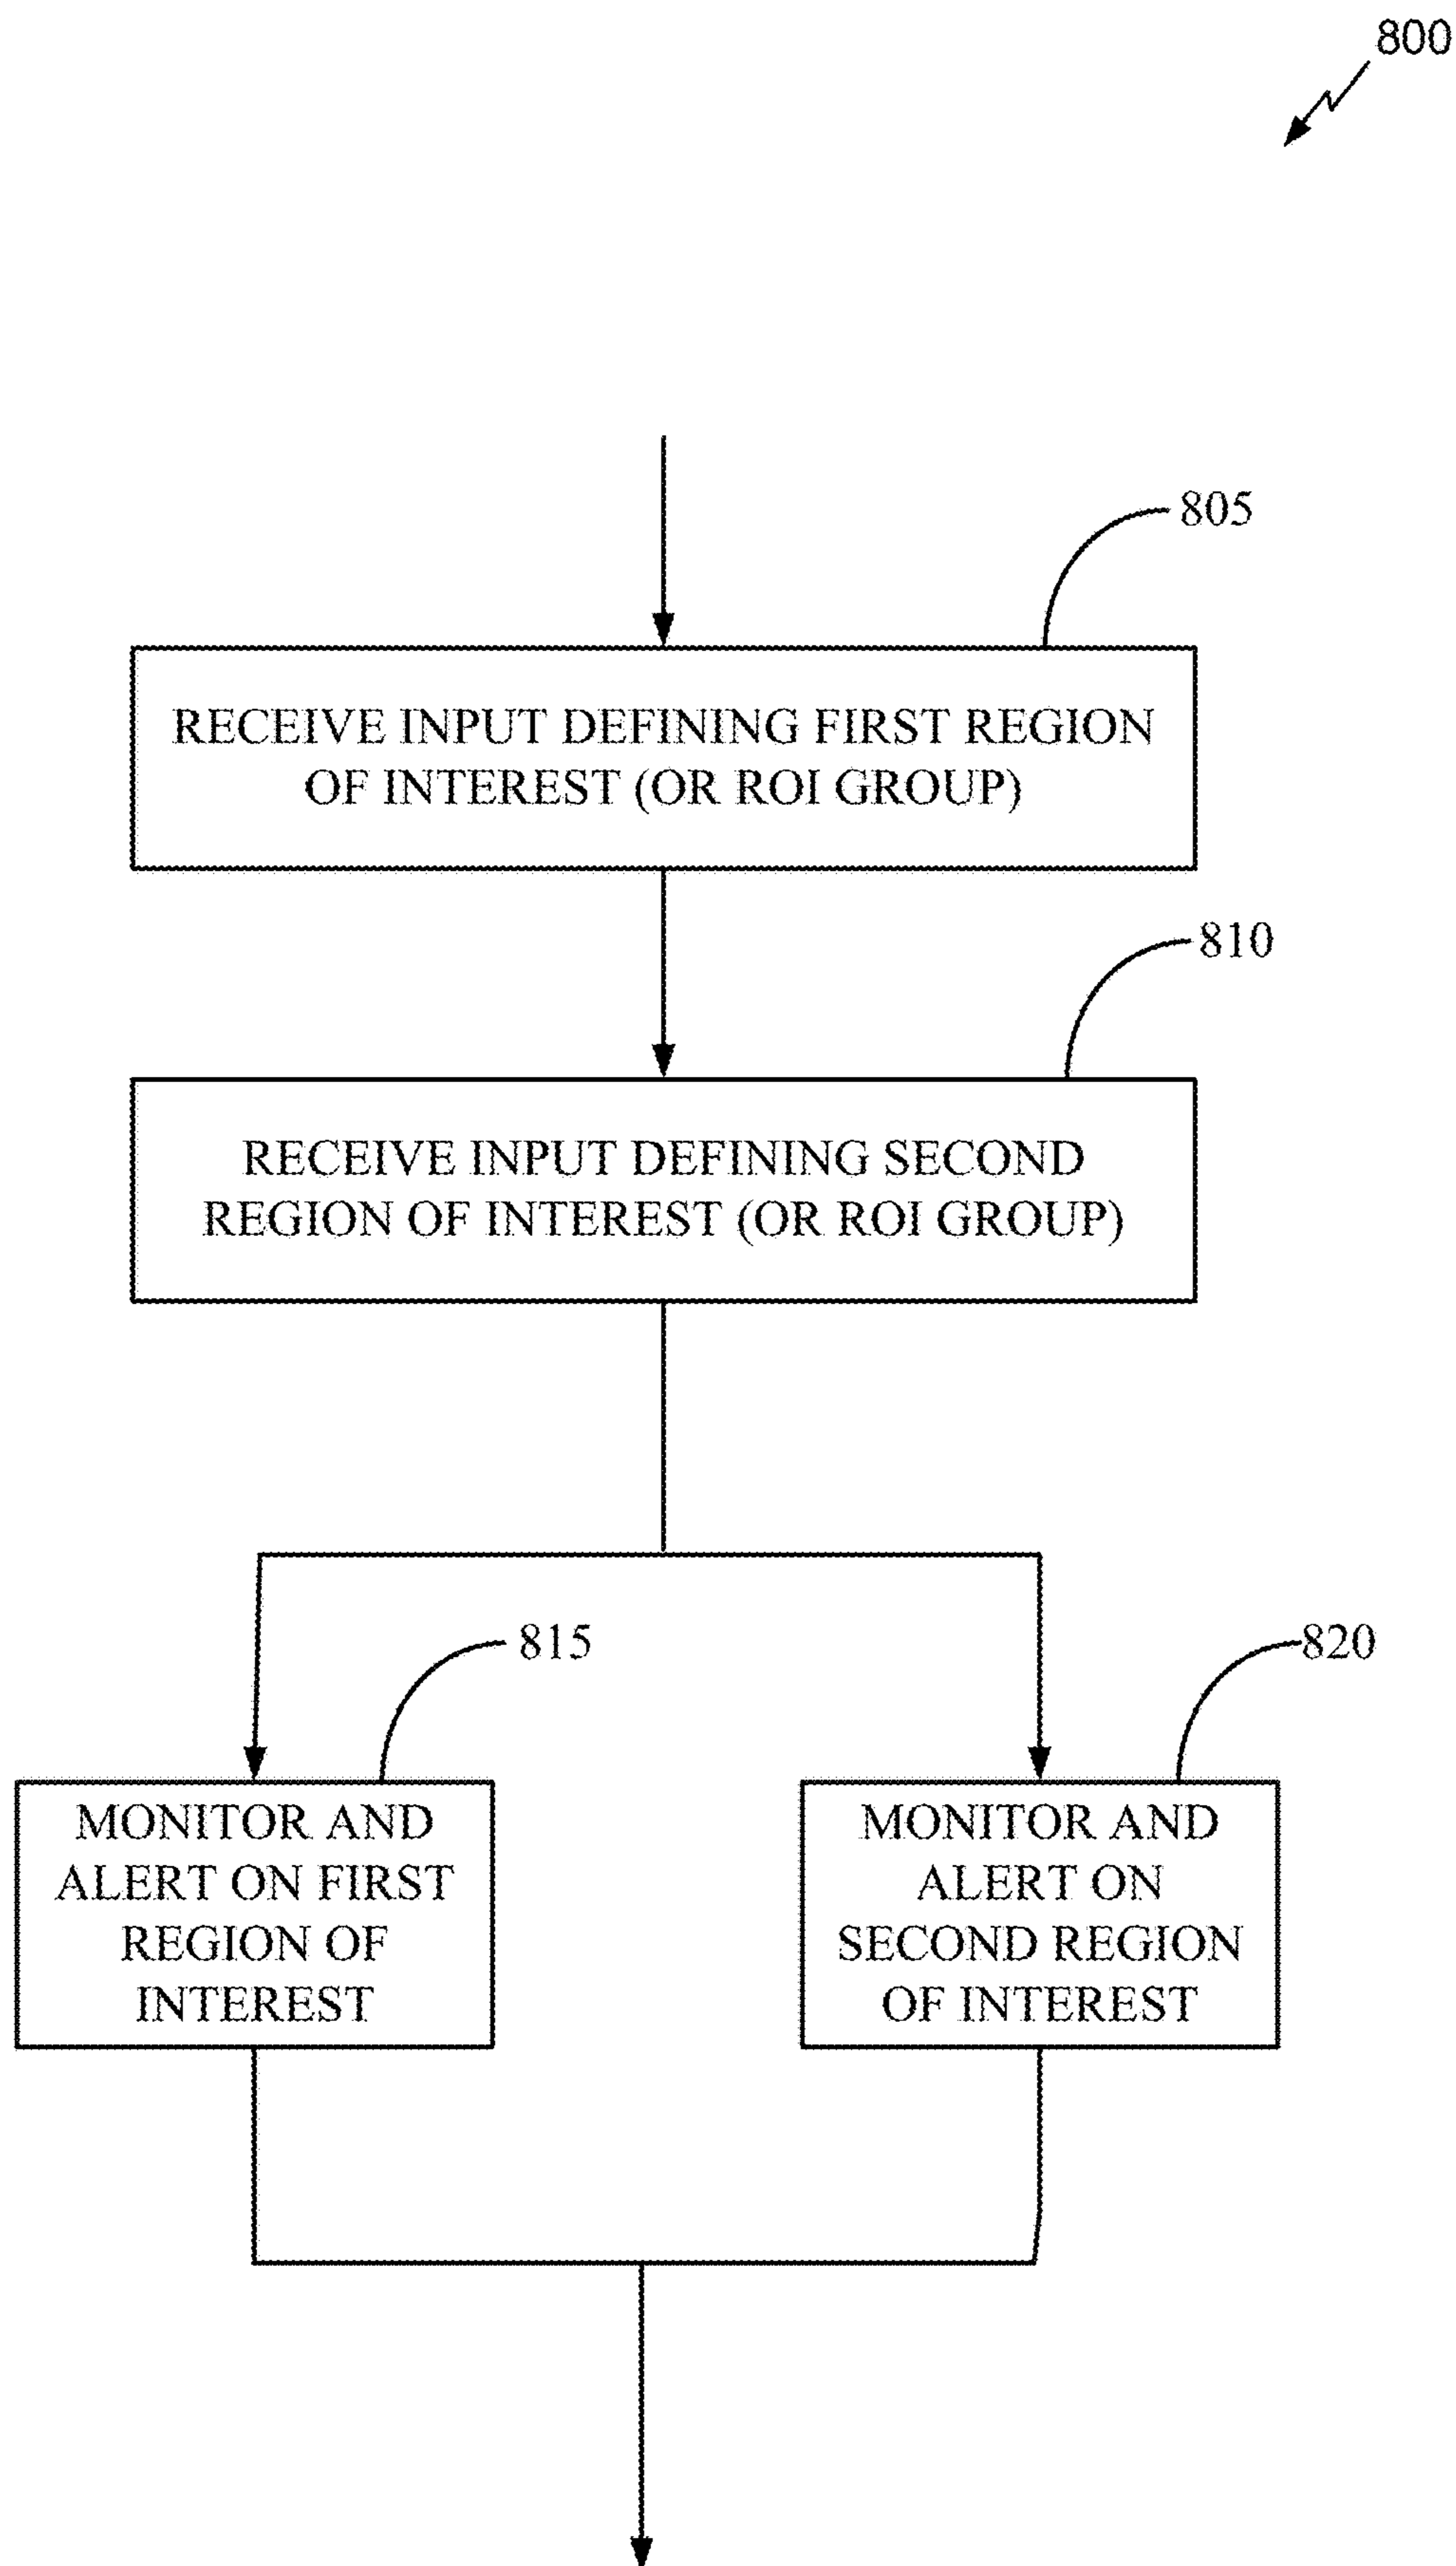 800
805
RECEIVE INPUT DEFINING FIRST REGION
OF INTEREST (OR ROI GROUP)
810
RECEIVE INPUT DEFINING SECOND
REGION OF INTEREST (OR ROI GROUP)
815
MONITOR AND
ALERT ON FIRST
REGION OF
INTEREST
820
MONITOR AND
ALERT ON
SECOND REGION
OF INTEREST